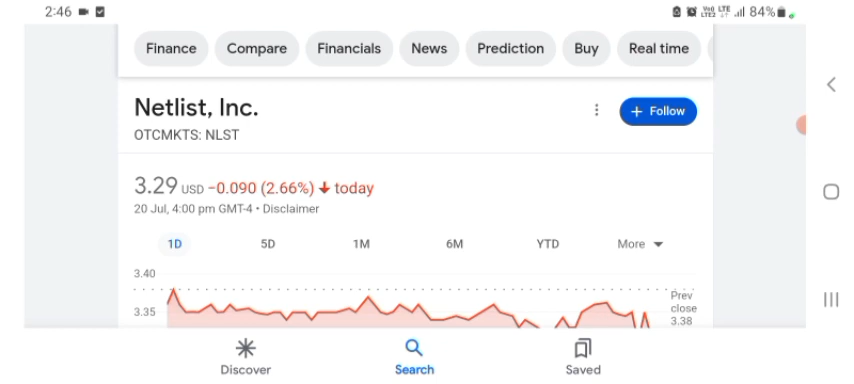 2:46 84%
Finance Compare Financials News Prediction Buy Real time
Netlist, Inc.
+ Follow
OTCMKTS: NLST
3.29 USD −0.090 (2.66%) ↓ today
20 Jul, 4:00 pm GMT-4 • Disclaimer
1D 5D 1M 6M YTD More
3.40
Prev
close
3.38
3.35
Discover Search Saved